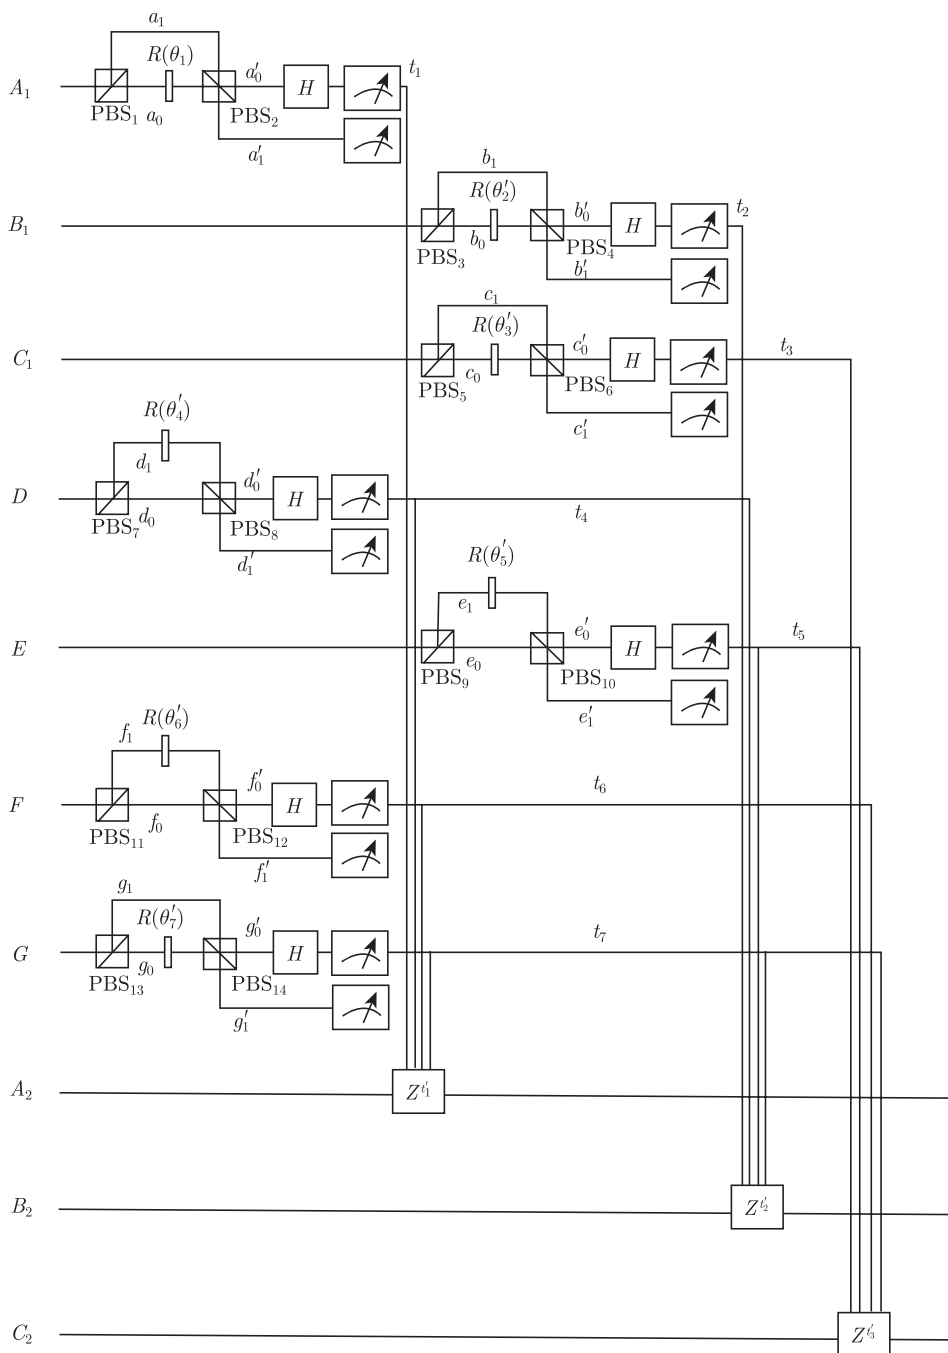 a₁
R(θ₁)
A₁ a′₀ H t₁
PBS₁ a₀ PBS₂
a′₁
b₁
R(θ′₂)
B₁ b₀ b′₀ H t₂
PBS₃ PBS₄
b′₁
c₁
R(θ′₃)
C₁ c₀ c′₀ H t₃
PBS₅ PBS₆
c′₁
R(θ′₄)
d₁
D d′₀ H t₄
PBS₇ d₀ PBS₈
d′₁
R(θ′₅)
e₁
E e₀ e′₀ H t₅
PBS₉ PBS₁₀
e′₁
R(θ′₆)
f₁
F f′₀ H t₆
PBS₁₁ f₀ PBS₁₂
f′₁
g₁
R(θ′₇)
G g₀ g′₀ H t₇
PBS₁₃ PBS₁₄
g′₁
A₂ Z^{t′₁}
B₂ Z^{t′₂}
C₂ Z^{t′₃}